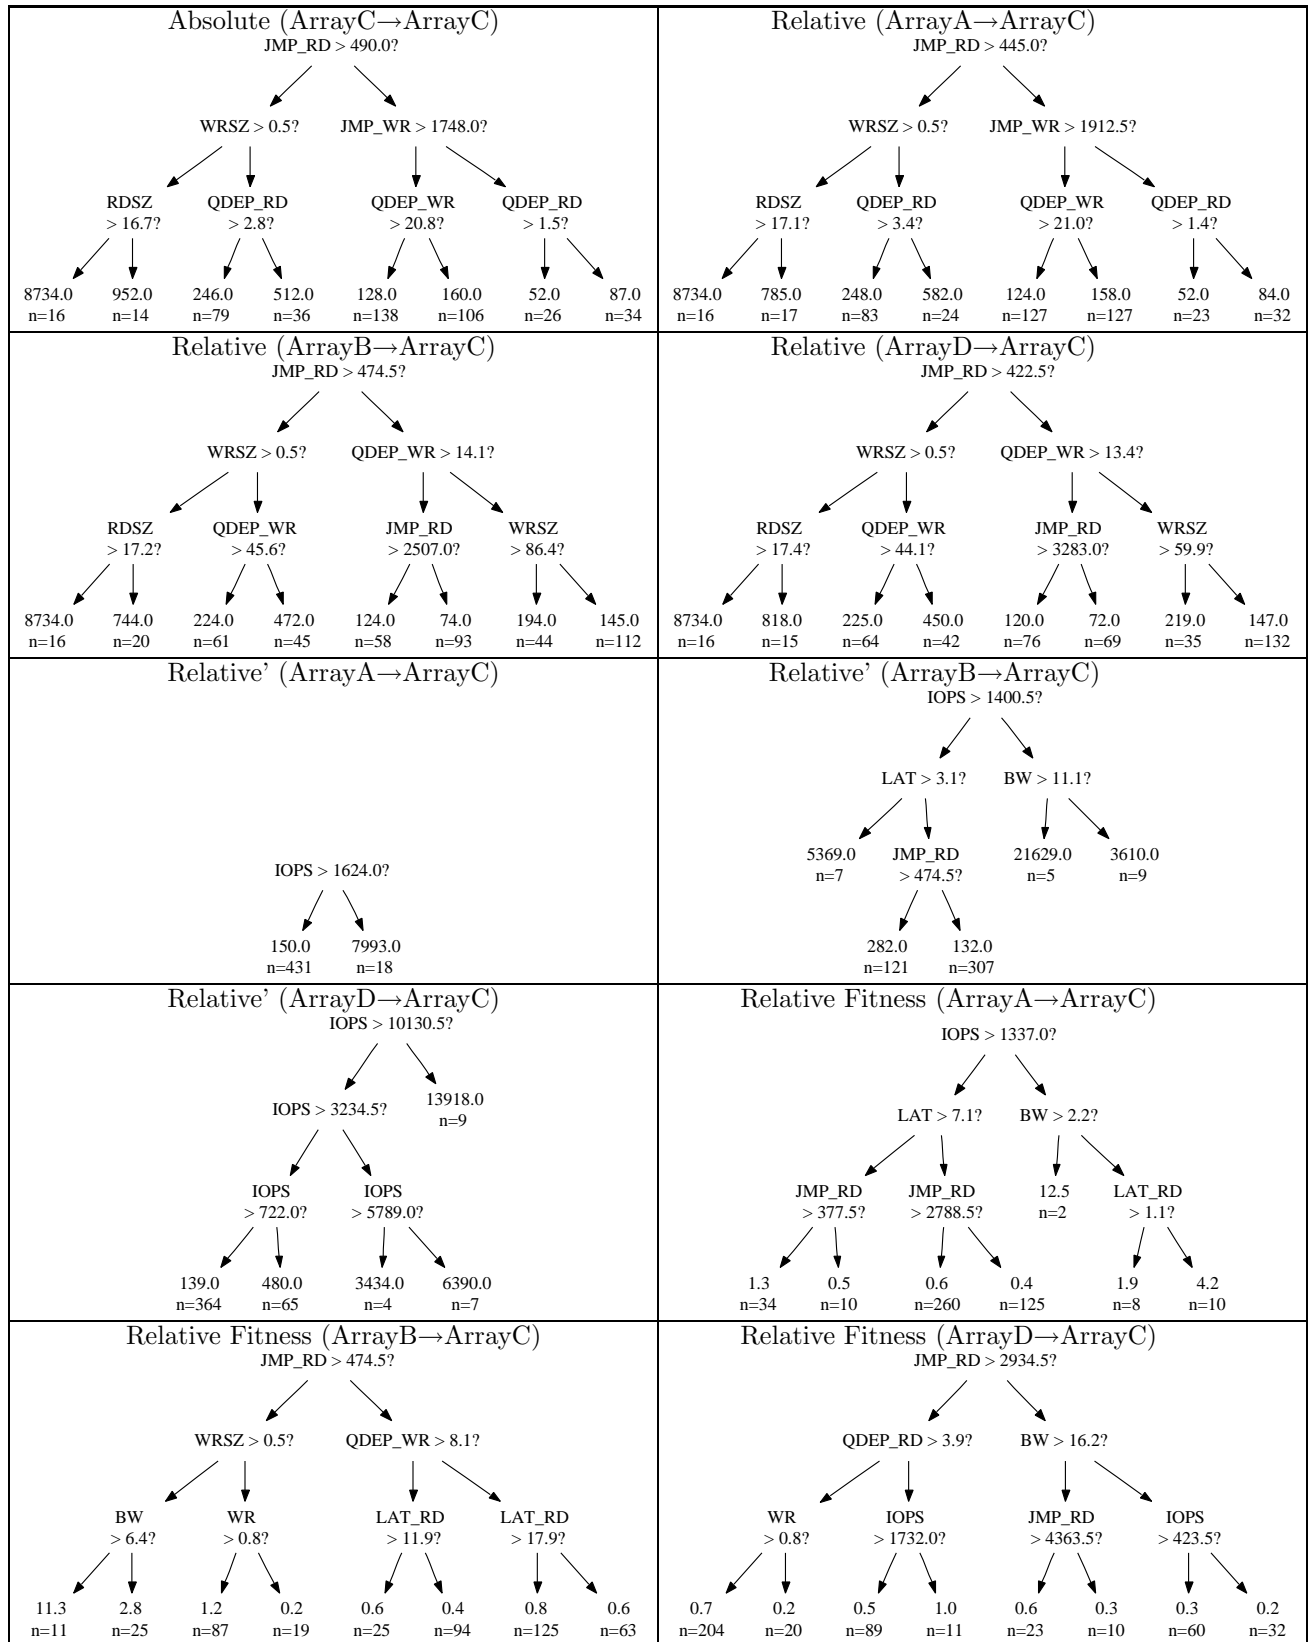 Absolute (ArrayC→ArrayC)
JMP_RD > 490.0?
WRSZ > 0.5? JMP_WR > 1748.0?
RDSZ QDEP_RD QDEP_WR QDEP_RD
> 16.7? > 2.8? > 20.8? > 1.5?
8734.0 952.0 246.0 512.0 128.0 160.0 52.0 87.0
n=16 n=14 n=79 n=36 n=138 n=106 n=26 n=34
Relative (ArrayA→ArrayC)
JMP_RD > 445.0?
WRSZ > 0.5? JMP_WR > 1912.5?
RDSZ QDEP_RD QDEP_WR QDEP_RD
> 17.1? > 3.4? > 21.0? > 1.4?
8734.0 785.0 248.0 582.0 124.0 158.0 52.0 84.0
n=16 n=17 n=83 n=24 n=127 n=127 n=23 n=32
Relative (ArrayB→ArrayC)
JMP_RD > 474.5?
WRSZ > 0.5? QDEP_WR > 14.1?
RDSZ QDEP_WR JMP_RD WRSZ
> 17.2? > 45.6? > 2507.0? > 86.4?
8734.0 744.0 224.0 472.0 124.0 74.0 194.0 145.0
n=16 n=20 n=61 n=45 n=58 n=93 n=44 n=112
Relative (ArrayD→ArrayC)
JMP_RD > 422.5?
WRSZ > 0.5? QDEP_WR > 13.4?
RDSZ QDEP_WR JMP_RD WRSZ
> 17.4? > 44.1? > 3283.0? > 59.9?
8734.0 818.0 225.0 450.0 120.0 72.0 219.0 147.0
n=16 n=15 n=64 n=42 n=76 n=69 n=35 n=132
Relative' (ArrayA→ArrayC)
IOPS > 1624.0?
150.0 7993.0
n=431 n=18
Relative' (ArrayB→ArrayC)
IOPS > 1400.5?
LAT > 3.1? BW > 11.1?
5369.0 JMP_RD 21629.0 3610.0
n=7 > 474.5? n=5 n=9
282.0 132.0
n=121 n=307
Relative' (ArrayD→ArrayC)
IOPS > 10130.5?
IOPS > 3234.5? 13918.0
n=9
IOPS IOPS
> 722.0? > 5789.0?
139.0 480.0 3434.0 6390.0
n=364 n=65 n=4 n=7
Relative Fitness (ArrayA→ArrayC)
IOPS > 1337.0?
LAT > 7.1? BW > 2.2?
JMP_RD JMP_RD 12.5 LAT_RD
> 377.5? > 2788.5? n=2 > 1.1?
1.3 0.5 0.6 0.4 1.9 4.2
n=34 n=10 n=260 n=125 n=8 n=10
Relative Fitness (ArrayB→ArrayC)
JMP_RD > 474.5?
WRSZ > 0.5? QDEP_WR > 8.1?
BW WR LAT_RD LAT_RD
> 6.4? > 0.8? > 11.9? > 17.9?
11.3 2.8 1.2 0.2 0.6 0.4 0.8 0.6
n=11 n=25 n=87 n=19 n=25 n=94 n=125 n=63
Relative Fitness (ArrayD→ArrayC)
JMP_RD > 2934.5?
QDEP_RD > 3.9? BW > 16.2?
WR IOPS JMP_RD IOPS
> 0.8? > 1732.0? > 4363.5? > 423.5?
0.7 0.2 0.5 1.0 0.6 0.3 0.3 0.2
n=204 n=20 n=89 n=11 n=23 n=10 n=60 n=32